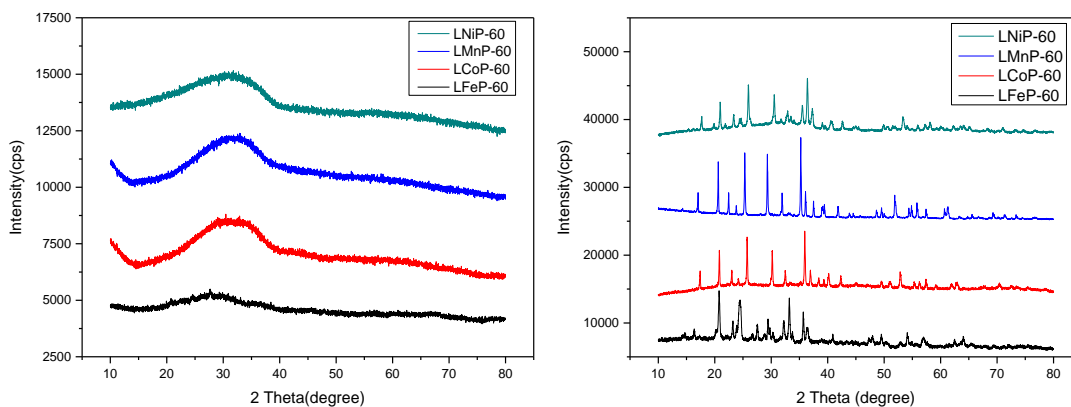 17500
15000
12500
10000
7500
5000
2500
Intensity(cps)
LNiP-60
LMnP-60
LCoP-60
LFeP-60
10 20 30 40 50 60 70 80
2 Theta(degree)
50000
40000
30000
20000
10000
Intensity(cps)
LNiP-60
LMnP-60
LCoP-60
LFeP-60
10 20 30 40 50 60 70 80
2 Theta (degree)